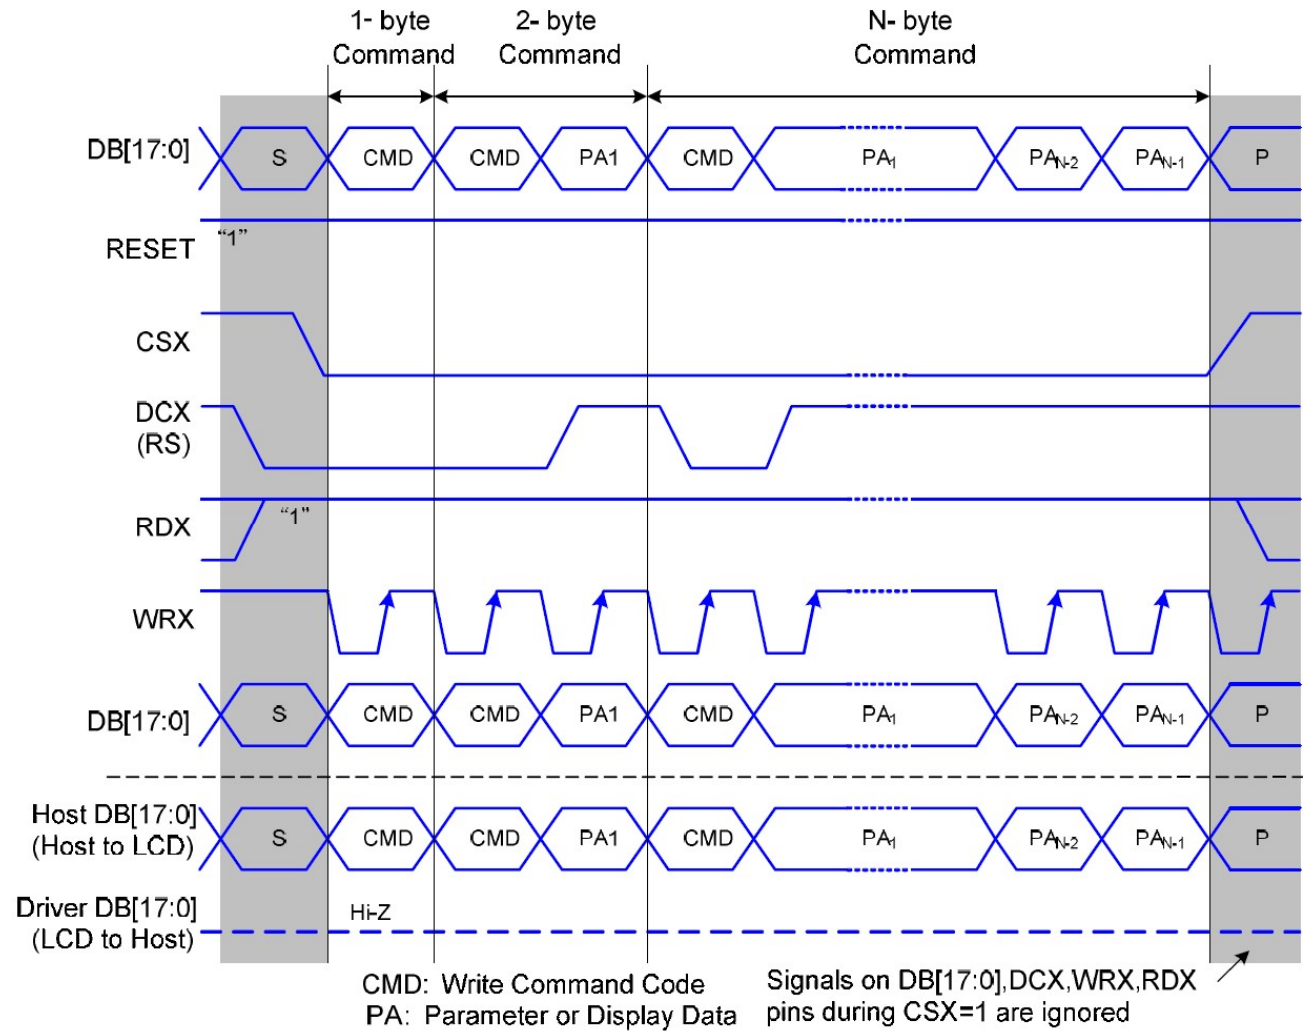 1- byte
Command
2- byte
Command
N- byte
Command
DB[17:0]
S
CMD
CMD
PA1
CMD
PA1
PAN-2
PAN-1
P
RESET
“1”
CSX
DCX
(RS)
RDX
“1”
WRX
DB[17:0]
S
CMD
CMD
PA1
CMD
PA1
PAN-2
PAN-1
P
Host DB[17:0]
(Host to LCD)
S
CMD
CMD
PA1
CMD
PA1
PAN-2
PAN-1
P
Driver DB[17:0]
(LCD to Host)
Hi-Z
CMD: Write Command Code
PA: Parameter or Display Data
Signals on DB[17:0],DCX,WRX,RDX
pins during CSX=1 are ignored